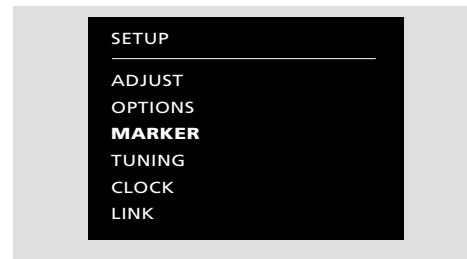 SETUP
ADJUST
OPTIONS
MARKER
TUNING
CLOCK
LINK